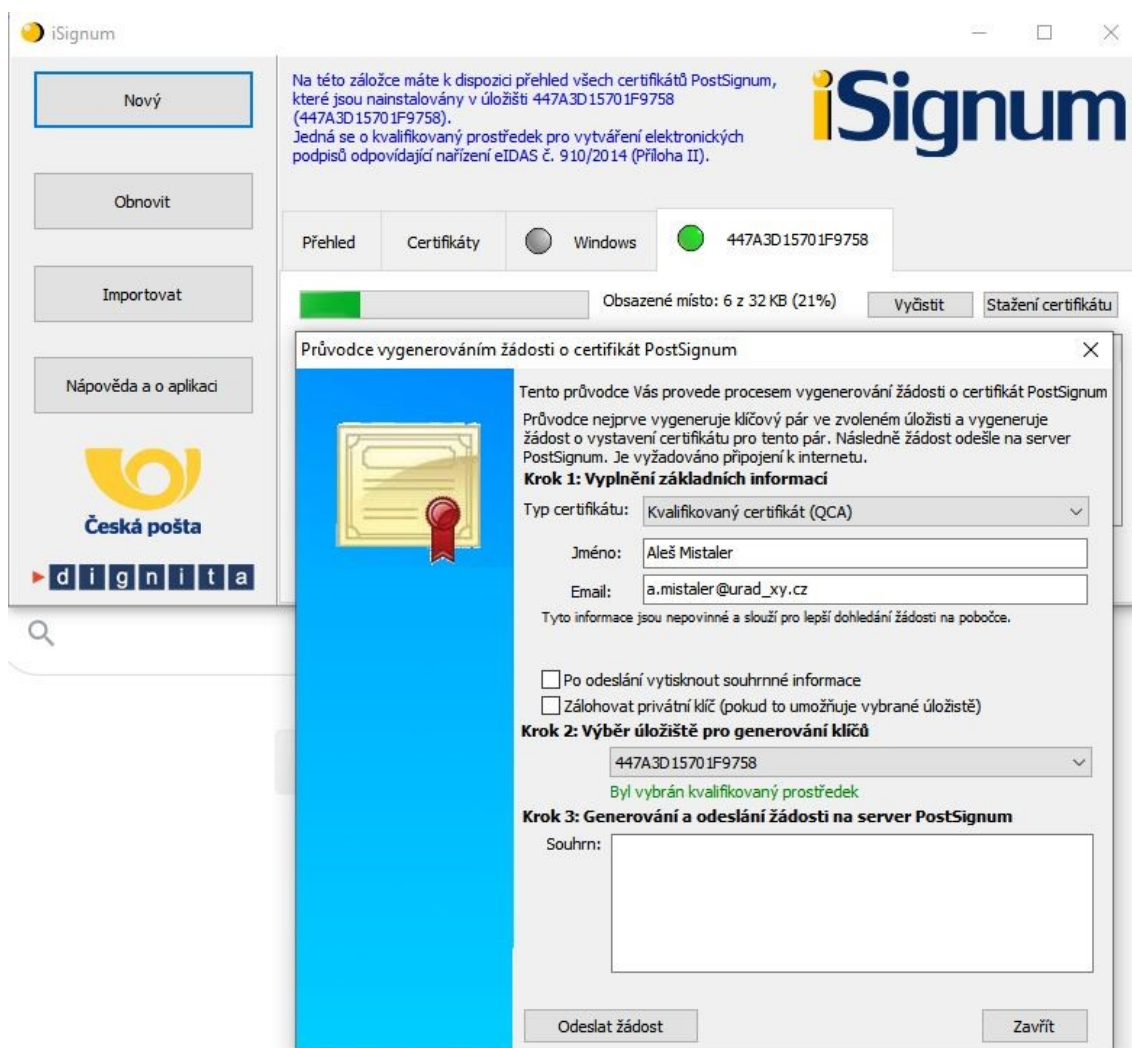 iSignum
Nový
Obnovit
Importovat
Nápověda a o aplikaci
Česká pošta
dignita
Na této záložce máte k dispozici přehled všech certifikátů PostSignum,
které jsou nainstalovány v úložišti 447A3D15701F9758
(447A3D15701F9758).
Jedná se o kvalifikovaný prostředek pro vytváření elektronických
podpisů odpovídající nařízení eIDAS č. 910/2014 (Příloha II).
iSignum
Přehled Certifikáty Windows 447A3D15701F9758
Obsazené místo: 6 z 32 KB (21%) Vyčistit Stažení certifikátu
Průvodce vygenerováním žádosti o certifikát PostSignum
Tento průvodce Vás provede procesem vygenerování žádosti o certifikát PostSignum
Průvodce nejprve vygeneruje klíčový pár ve zvoleném úložisti a vygeneruje
žádost o vystavení certifikátu pro tento pár. Následně žádost odešle na server
PostSignum. Je vyžadováno připojení k internetu.
Krok 1: Vyplnění základních informací
Typ certifikátu: Kvalifikovaný certifikát (QCA)
Jméno: Aleš Mistaler
Email: a.mistaler@urad_xy.cz
Tyto informace jsou nepovinné a slouží pro lepší dohledání žádosti na pobočce.
Po odeslání vytisknout souhrnné informace
Zálohovat privátní klíč (pokud to umožňuje vybrané úložistě)
Krok 2: Výběr úložiště pro generování klíčů
447A3D15701F9758
Byl vybrán kvalifikovaný prostředek
Krok 3: Generování a odeslání žádosti na server PostSignum
Souhrn:
Odeslat žádost Zavřít